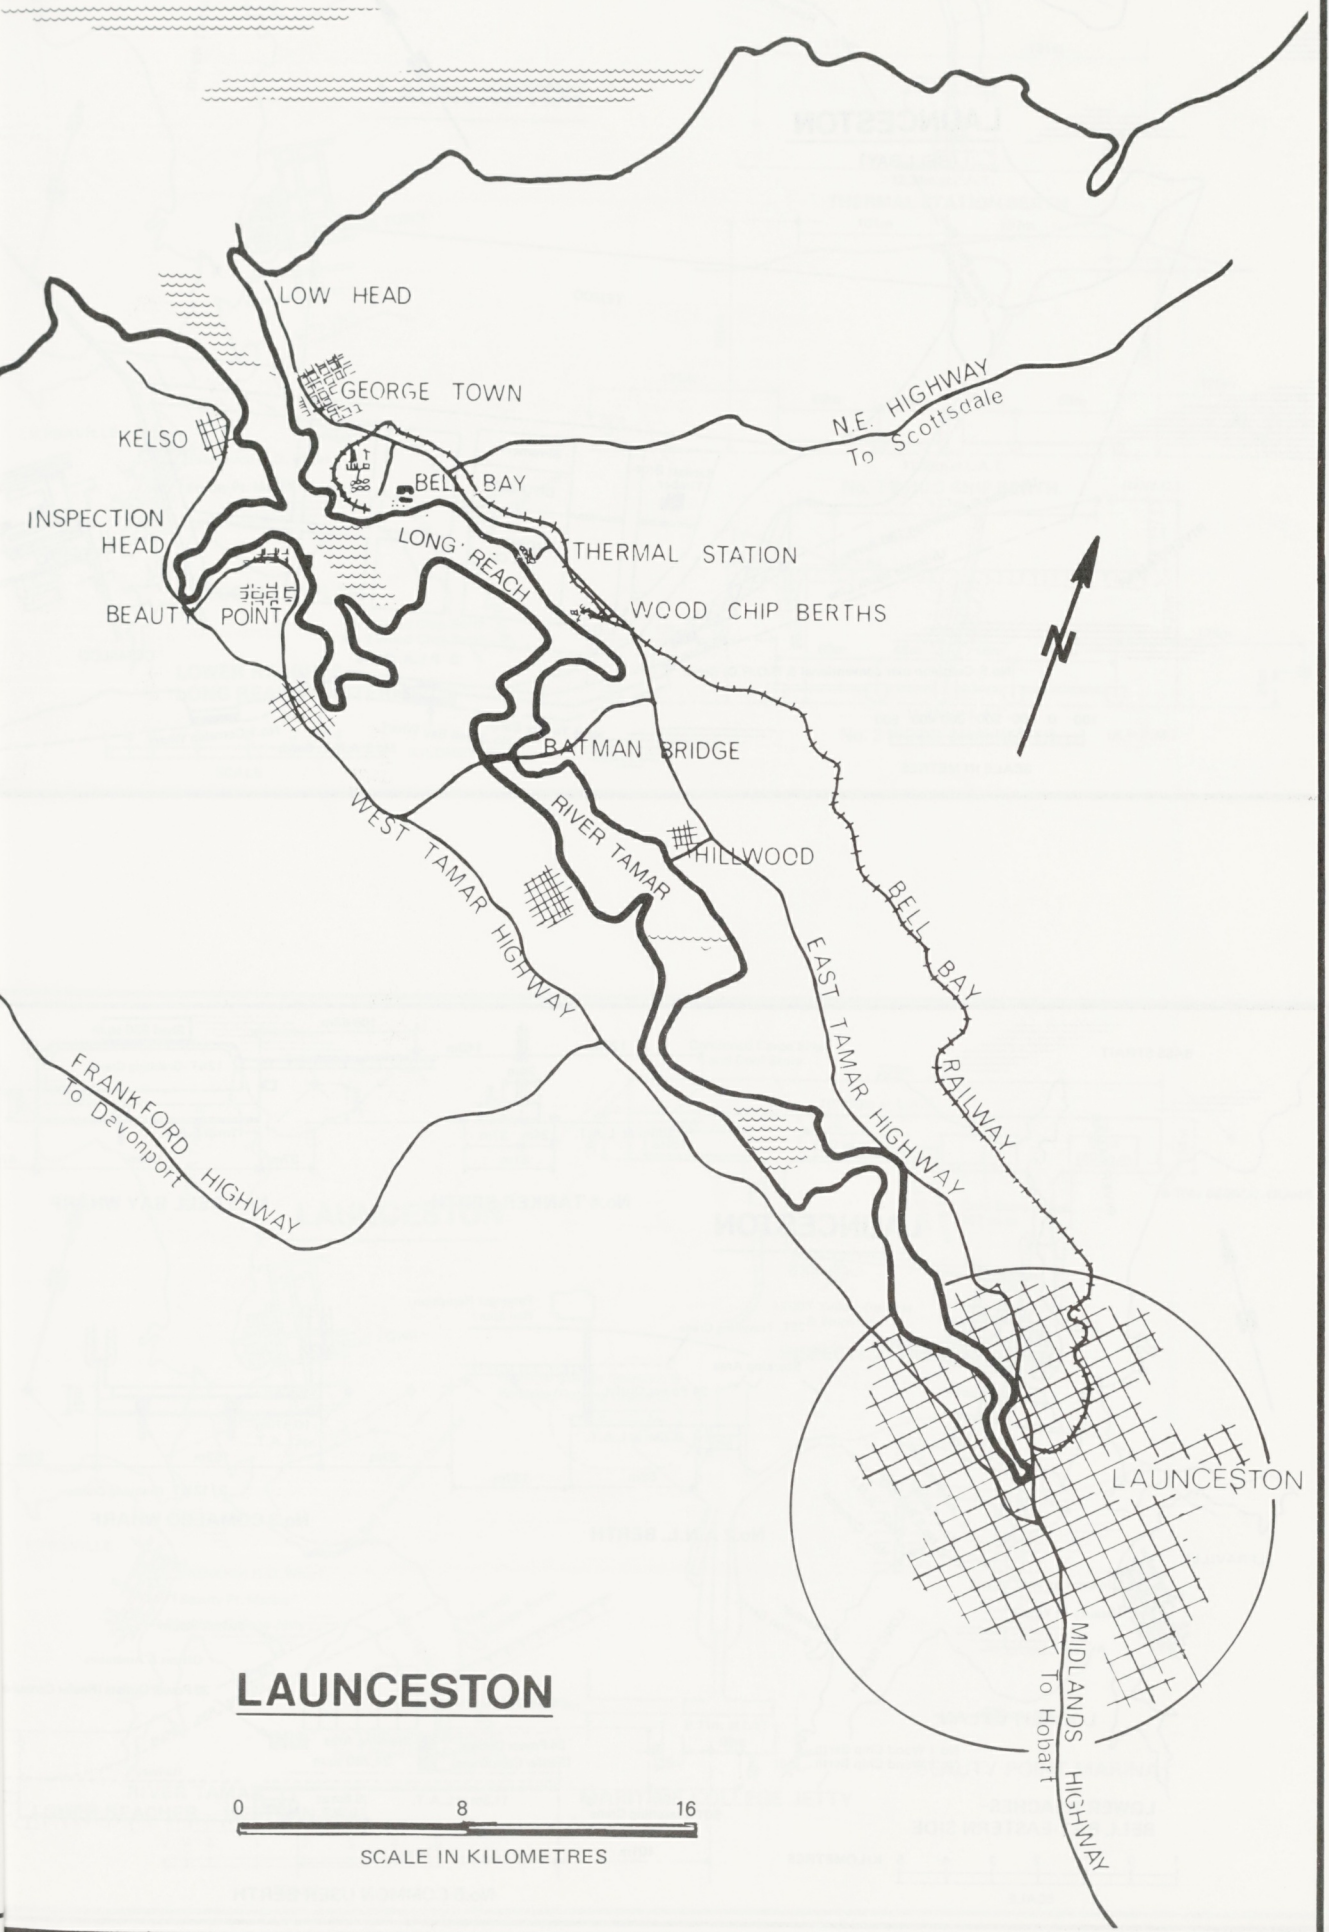 LOW HEAD
GEORGE TOWN
KELSO
N.E. HIGHWAY
To Scottsdale
BELL BAY
INSPECTION
HEAD
LONG REACH
THERMAL STATION
BEAUTY POINT
WOOD CHIP BERTHS
N
BATMAN BRIDGE
WEST TAMAR HIGHWAY
RIVER TAMAR
HILLWOOD
BELL BAY RAILWAY
EAST TAMAR HIGHWAY
FRANKFORD HIGHWAY
To Devonport
LAUNCESTON
MIDLANDS HIGHWAY
To Hobart
LAUNCESTON
0 8 16
SCALE IN KILOMETRES